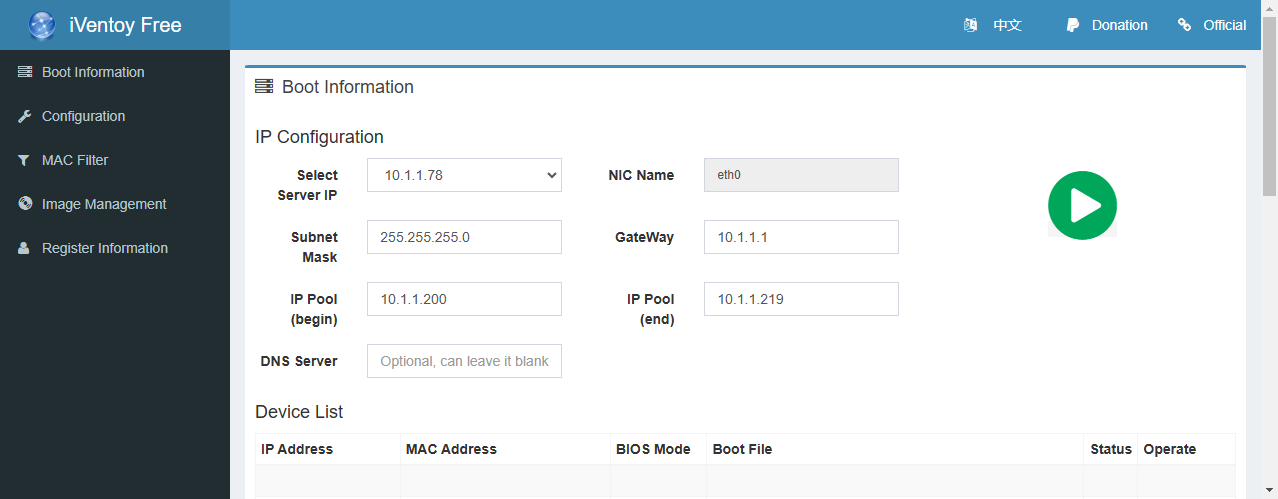 iVentoy Free
中文
Donation
Official
Boot Information
Configuration
MAC Filter
Image Management
Register Information
Boot Information
IP Configuration
Select
Server IP
10.1.1.78
NIC Name
eth0
Subnet
Mask
255.255.255.0
GateWay
10.1.1.1
IP Pool
(begin)
10.1.1.200
IP Pool
(end)
10.1.1.219
DNS Server
Optional, can leave it blank
Device List
IP Address MAC Address BIOS Mode Boot File Status Operate